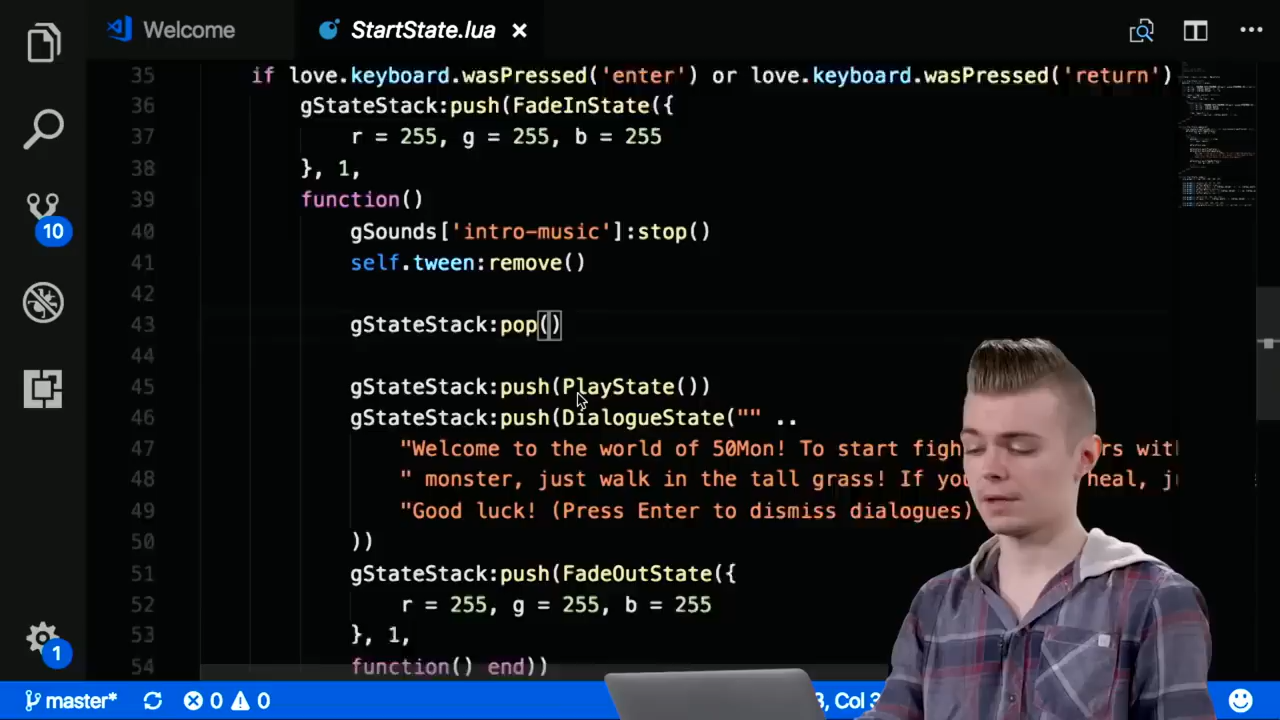 Welcome
StartState.lua
35 if love.keyboard.wasPressed('enter') or love.keyboard.wasPressed('return')
36 gStateStack:push(FadeInState({
37 r = 255, g = 255, b = 255
38 }, 1,
39 function()
40 gSounds['intro-music']:stop()
41 self.tween:remove()
42
43 gStateStack:pop()
44
45 gStateStack:push(PlayState())
46 gStateStack:push(DialogueState("" ..
47 "Welcome to the world of 50Mon! To start
48 " monster, just walk in the tall grass! If heal,
49 "Good luck! (Press Enter to dismiss dialogues)
50 ))
51 gStateStack:push(FadeOutState({
52 r = 255, g = 255, b = 255
53 }, 1,
54 function() end))
10
1
master* 0 0